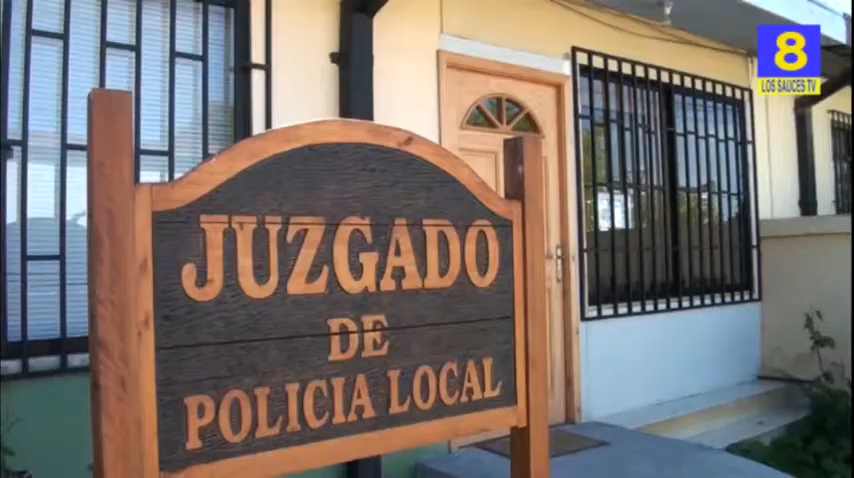 8
LOS SAUCES TV
JUZGADO
DE
POLICIA LOCAL